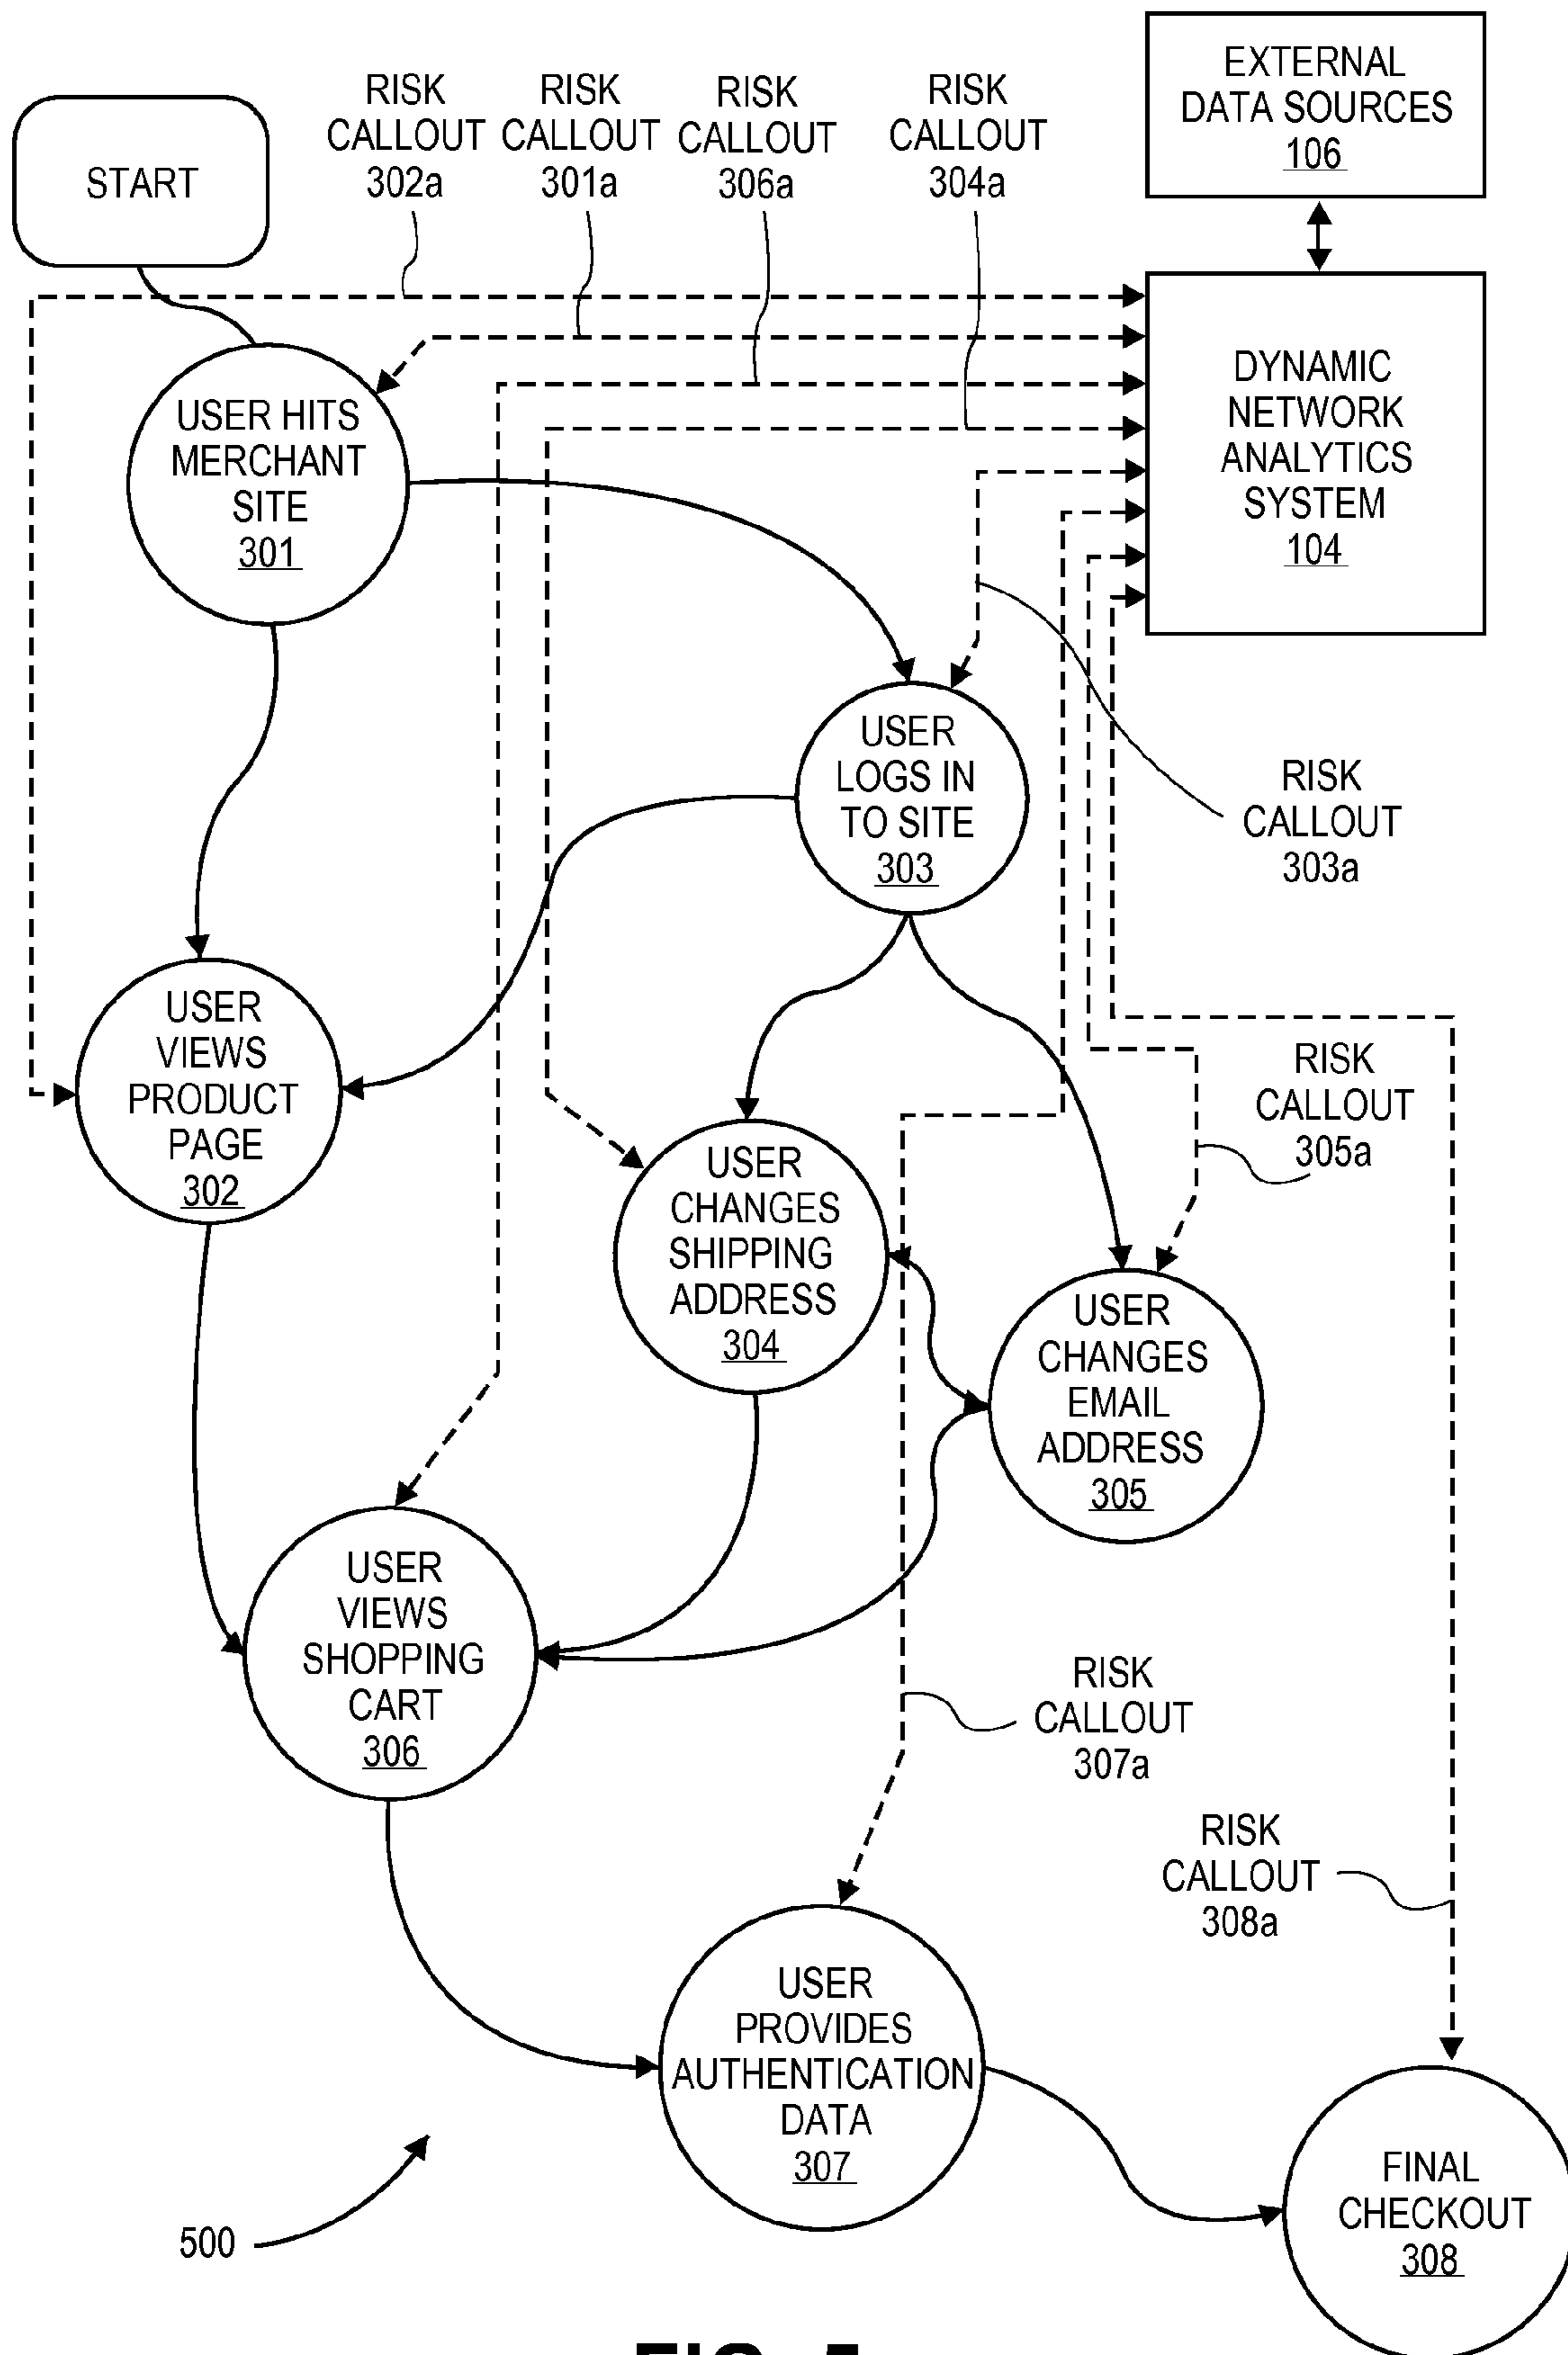 EXTERNAL
DATA SOURCES
106
START
RISK
CALLOUT
302a
RISK
CALLOUT
301a
RISK
CALLOUT
306a
RISK
CALLOUT
304a
DYNAMIC
NETWORK
ANALYTICS
SYSTEM
104
USER HITS
MERCHANT
SITE
301
USER
LOGS IN
TO SITE
303
RISK
CALLOUT
303a
USER
VIEWS
PRODUCT
PAGE
302
RISK
CALLOUT
305a
USER
CHANGES
SHIPPING
ADDRESS
304
USER
CHANGES
EMAIL
ADDRESS
305
USER
VIEWS
SHOPPING
CART
306
RISK
CALLOUT
307a
RISK
CALLOUT
308a
USER
PROVIDES
AUTHENTICATION
DATA
307
FINAL
CHECKOUT
308
500